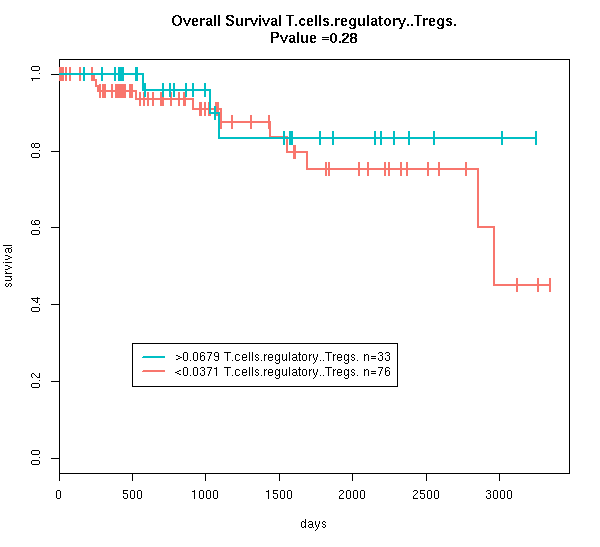 Overall Survival T.cells.regulatory..Tregs.
Pvalue =0.28
survival
1.0
0.8
0.6
0.4
0.2
0.0
>0.0679 T.cells.regulatory..Tregs. n=33
<0.0371 T.cells.regulatory..Tregs. n=76
0 500 1000 1500 2000 2500 3000
days